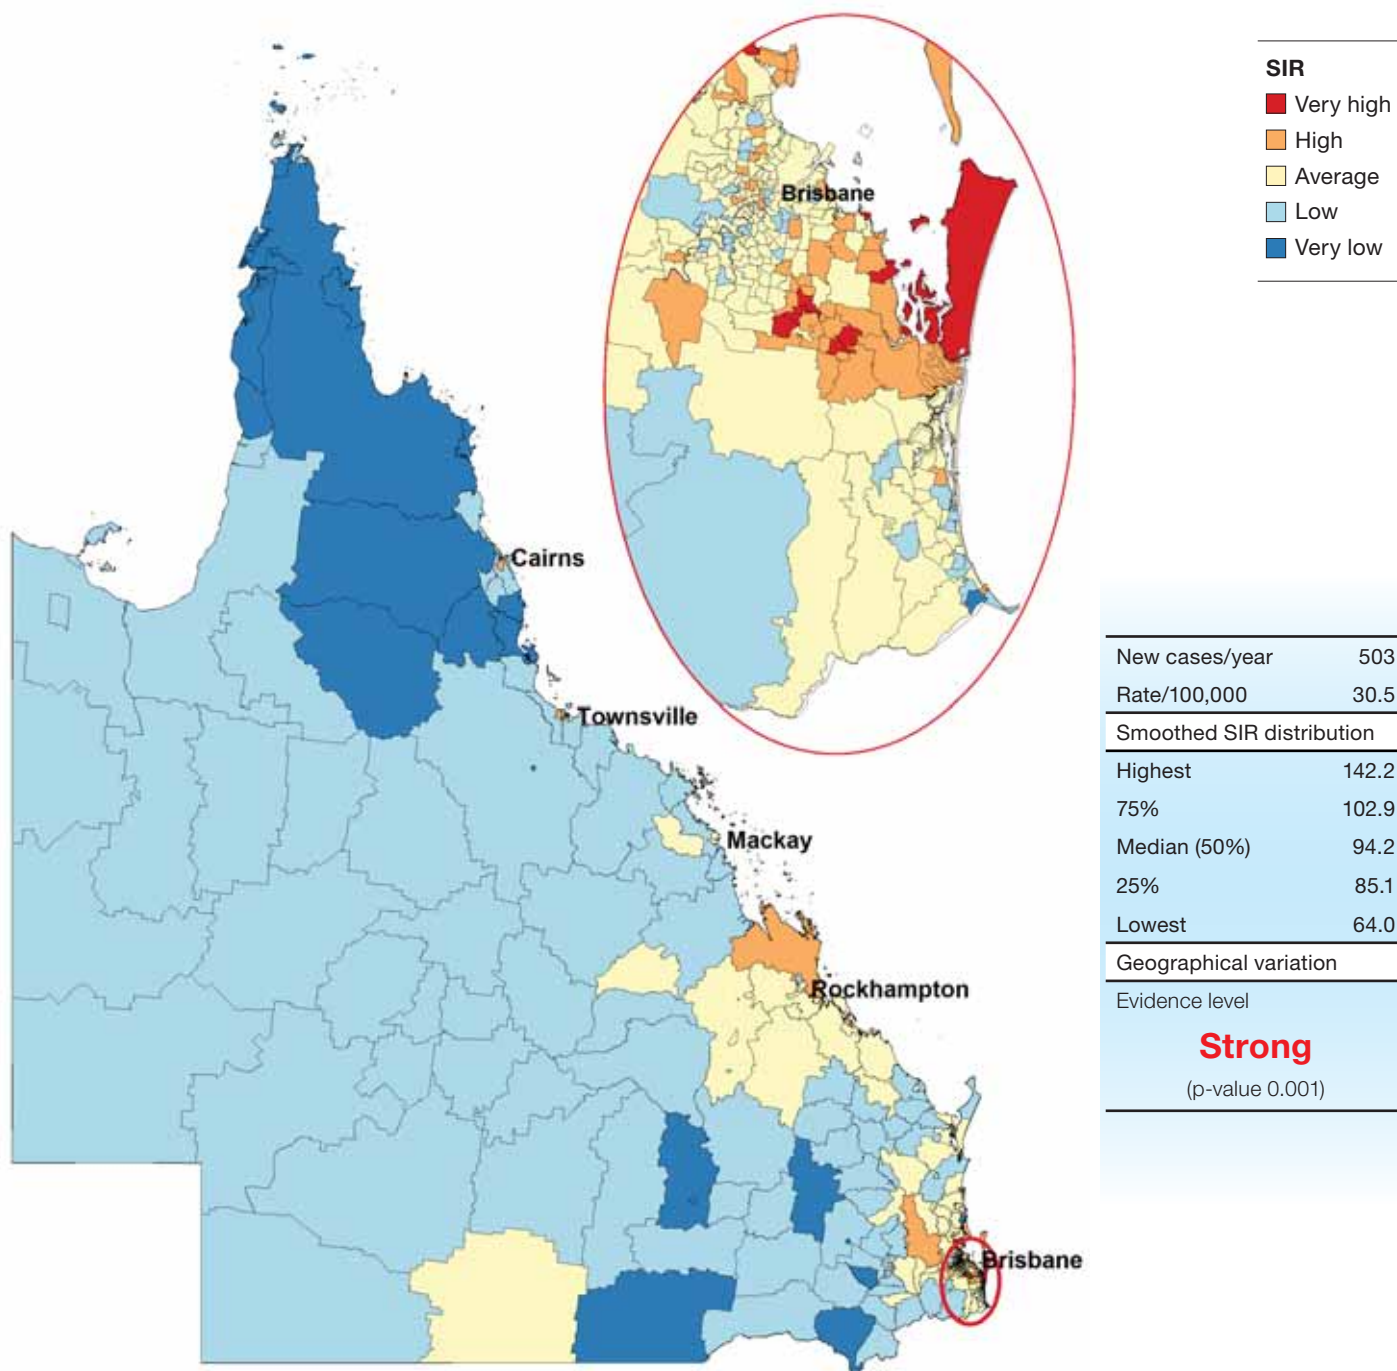 SIR
Very high
High
Average
Low
Very low
Brisbane
Cairns
Townsville
Mackay
Rockhampton
Brisbane
New cases/year 503
Rate/100,000 30.5
Smoothed SIR distribution
Highest 142.2
75% 102.9
Median (50%) 94.2
25% 85.1
Lowest 64.0
Geographical variation
Evidence level
Strong
(p-value 0.001)